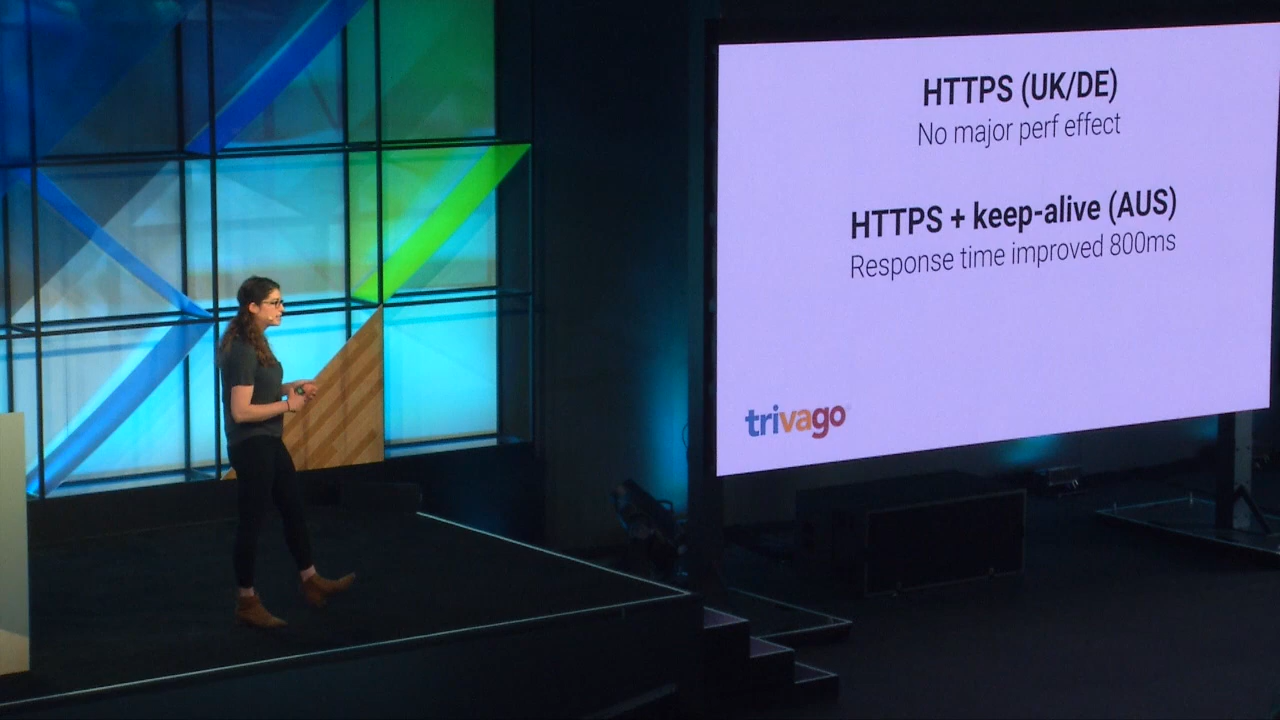 HTTPS (UK/DE)
No major perf effect
HTTPS + keep-alive (AUS)
Response time improved 800ms
trivago